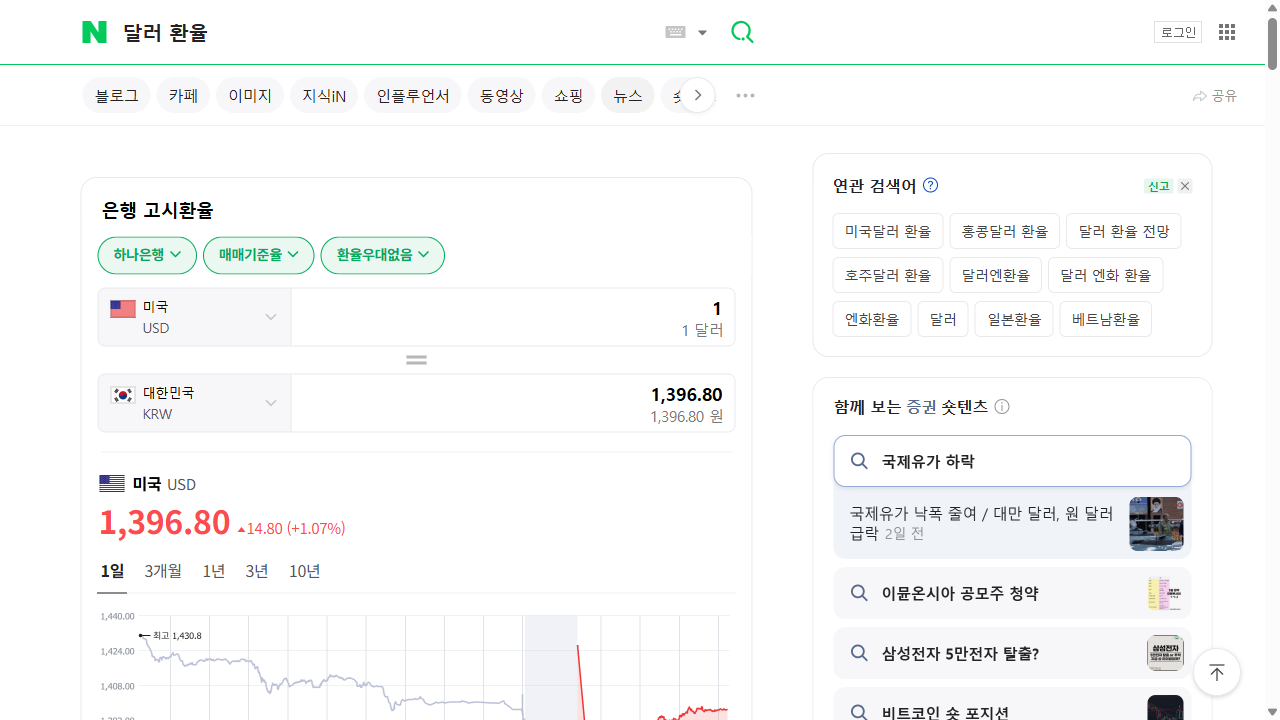 N 달러 환율
로그인
블로그 카페 이미지 지식iN 인플루언서 동영상 쇼핑 뉴스
공유
은행 고시환율
하나은행 매매기준율 환율우대없음
미국
USD
1
1 달러
대한민국
KRW
1,396.80
1,396.80 원
미국 USD
1,396.80 ▲14.80 (+1.07%)
1일 3개월 1년 3년 10년
1,440.00
최고 1,430.8
1,424.00
1,408.00
연관 검색어 ?
신고
미국달러 환율 홍콩달러 환율 달러 환율 전망
호주달러 환율 달러엔환율 달러 엔화 환율
엔화환율 달러 일본환율 베트남환율
함께 보는 증권 숏텐츠
국제유가 하락
국제유가 낙폭 줄여 / 대만 달러, 원 달러
급락 2일 전
이뮨온시아 공모주 청약
삼성전자 5만전자 탈출?
삼성전자
비트코인 숏 포지션